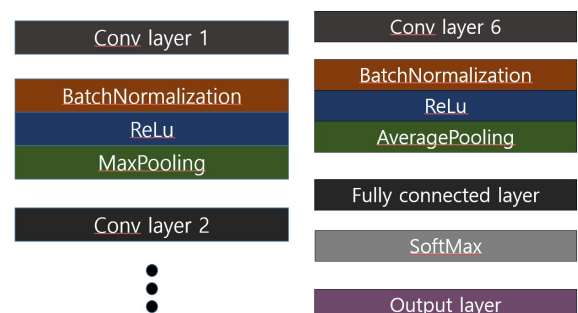 Conv layer 1
BatchNormalization
ReLu
MaxPooling
Conv layer 2
Conv layer 6
BatchNormalization
ReLu
AveragePooling
Fully connected layer
SoftMax
Output layer